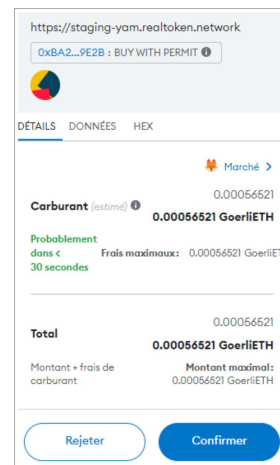 https://staging-yam.realtoken.network
0xBA2...9E2B : BUY WITH PERMIT
DÉTAILS DONNÉES HEX
Marché >
0.00056521
Carburant (estimé)
0.00056521 GoerliETH
Probablement
dans <
30 secondes
Frais maximaux: 0.00056521 GoerliET
0.00056521
Total
0.00056521 GoerliETH
Montant + frais de
carburant
Montant maximal:
0.00056521 GoerliETH
Rejeter
Confirmer